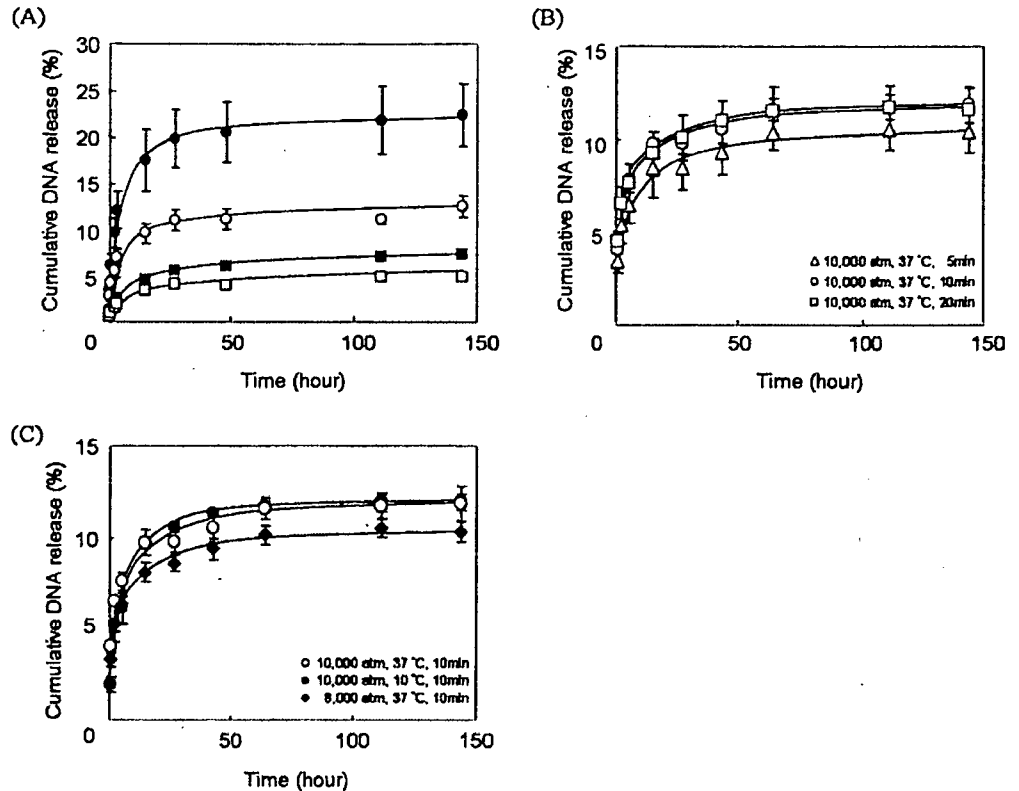 (A)
30
25
20
15
10
5
0
50
100
150
Cumulative DNA release (%)
Time (hour)
(B)
15
10
5
0
50
100
150
Cumulative DNA release (%)
10,000 atm, 37 °C, 5min
10,000 atm, 37 °C, 10min
10,000 atm, 37 °C, 20min
Time (hour)
(C)
15
10
5
0
50
100
150
Cumulative DNA release (%)
10,000 atm, 37 °C, 10min
10,000 atm, 10 °C, 10min
8,000 atm, 37 °C, 10min
Time (hour)